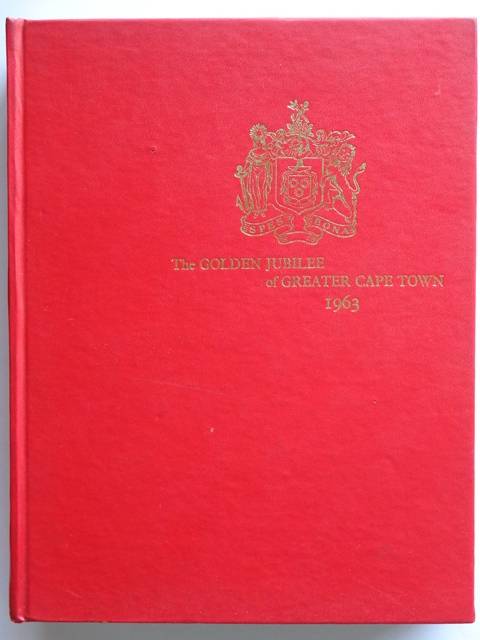 SPES BONA
The GOLDEN JUBILEE
of GREATER CAPE TOWN
1963